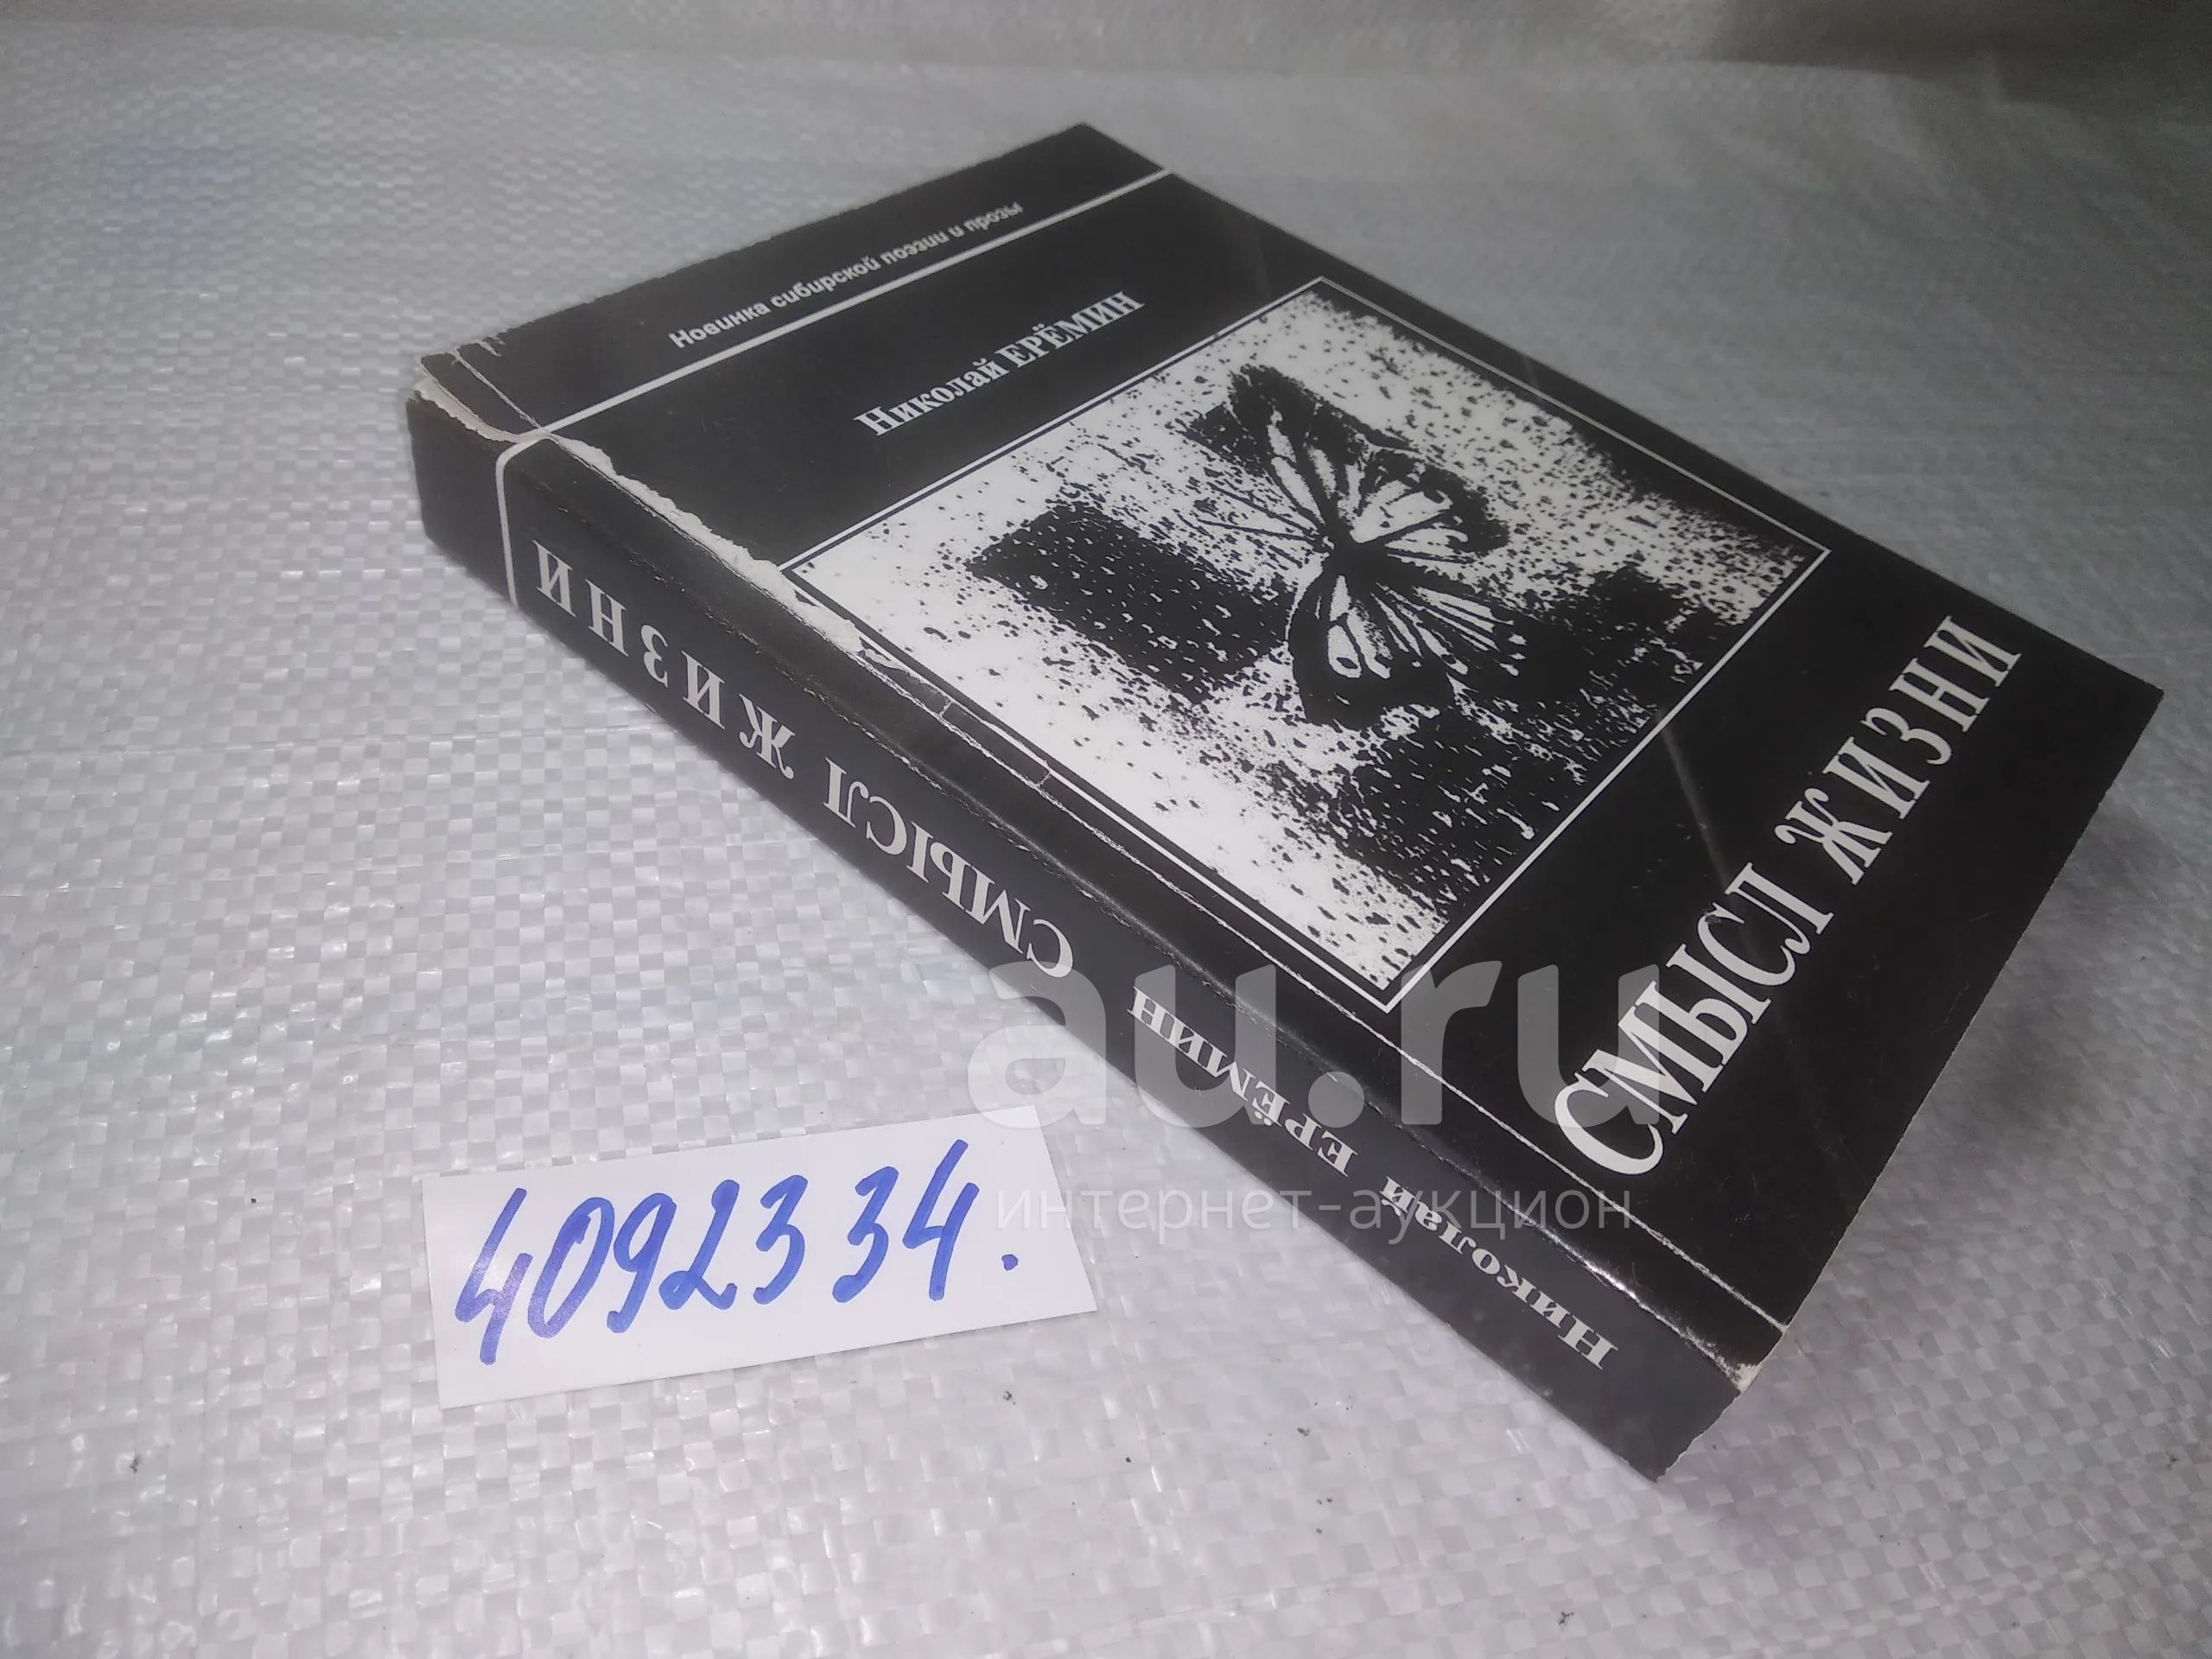 Новинка сибирской поэзии и прозы
Николай ЕРЁМИН
СМЫСЛ ЖИЗНИ
Николай ЕРЁМИН СМЫСЛ ЖИЗНИ
4092334.
au.ru
интернет-аукцион